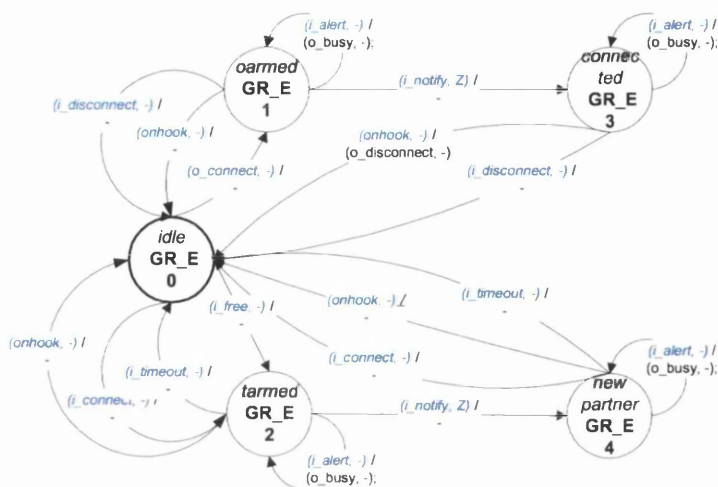 (i_alert, -) /
(o_busy, -);
oarmed
GR_E
1
(i_alert, -) /
(o_busy, -);
connec
ted
GR_E
3
(i_notify, Z) /
-
(i_disconnect, -) /
-
(onhook, -) /
-
(o_connect, -) /
-
(onhook, -) /
(o_disconnect, -)
(i_disconnect, -) /
-
idle
GR_E
0
(i_free, -) /
-
(onhook, -) /
-
(i_timeout, -) /
-
(onhook, -) /
-
(i_timeout, -) /
-
(i_connect, -) /
-
(i_connect, -) /
-
(i_alert, -) /
(o_busy, -);
tarmed
GR_E
2
(i_notify, Z) /
-
new
partner
GR_E
4
(i_alert, -) /
(o_busy, -);